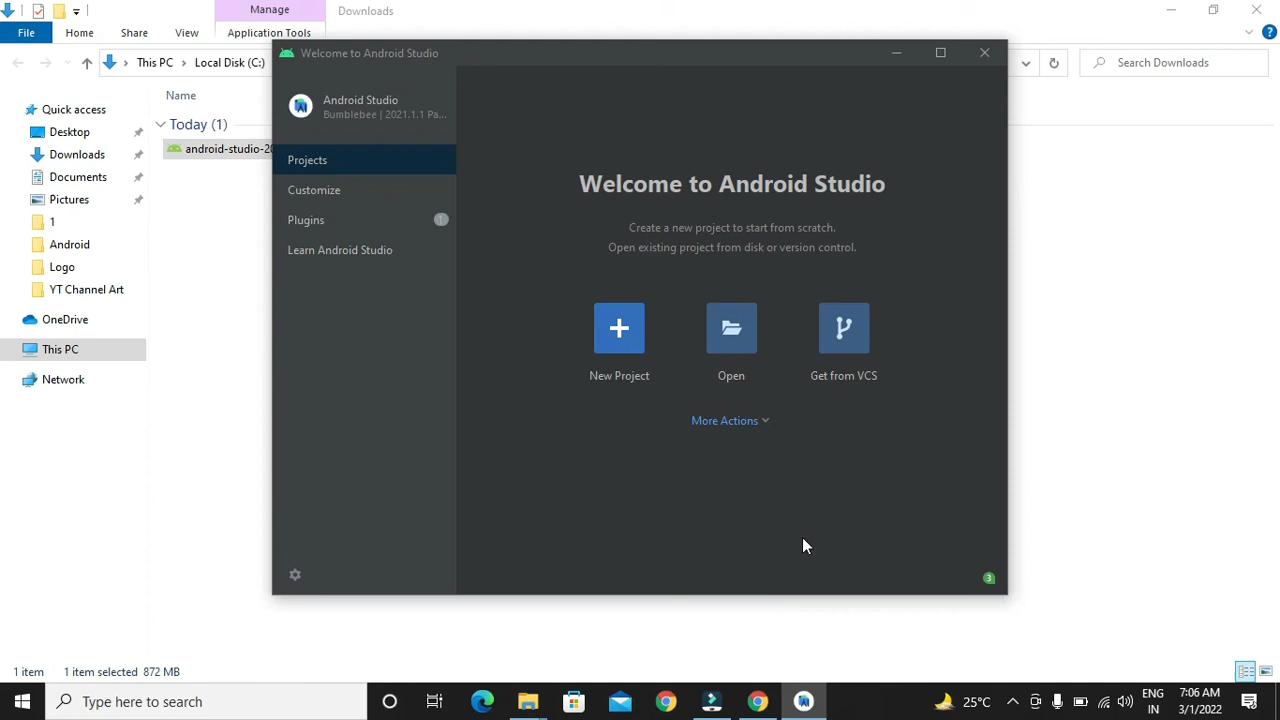 Manage
Downloads
File
Home
Share
View
Application Tools
This PC
Local Disk (C:)
Search Downloads
Quick access
Desktop
Downloads
Documents
Pictures
1
Android
Logo
YT Channel Art
OneDrive
This PC
Network
Name
Today (1)
android-studio-20
Welcome to Android Studio
Android Studio
Bumblebee | 2021.1.1 Pa...
Projects
Customize
Plugins
1
Learn Android Studio
Welcome to Android Studio
Create a new project to start from scratch.
Open existing project from disk or version control.
New Project
Open
Get from VCS
More Actions
3
1 item
1 item selected 872 MB
Type here to search
25°C
ENG
IN
7:06 AM
3/1/2022